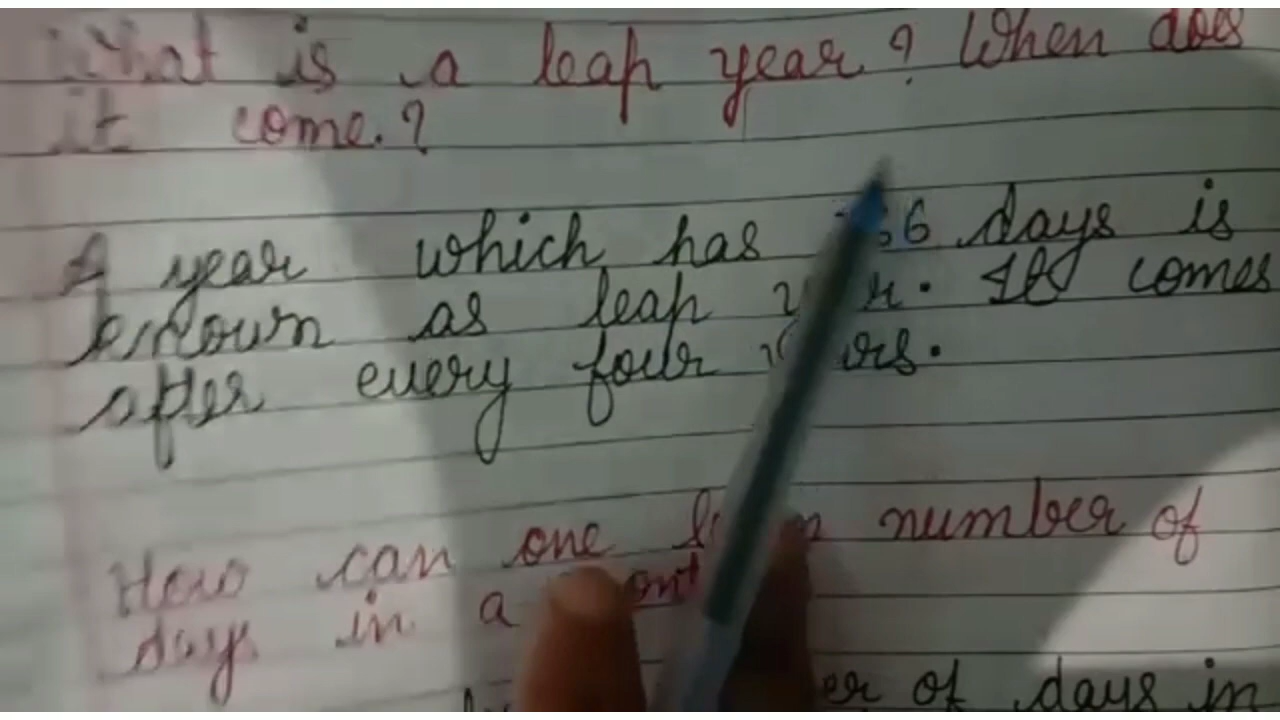 What is a leap year? When does
it come.?
A year which has 6 days is
known as leap. It comes
after every four
How can one number of
days in a
of days in